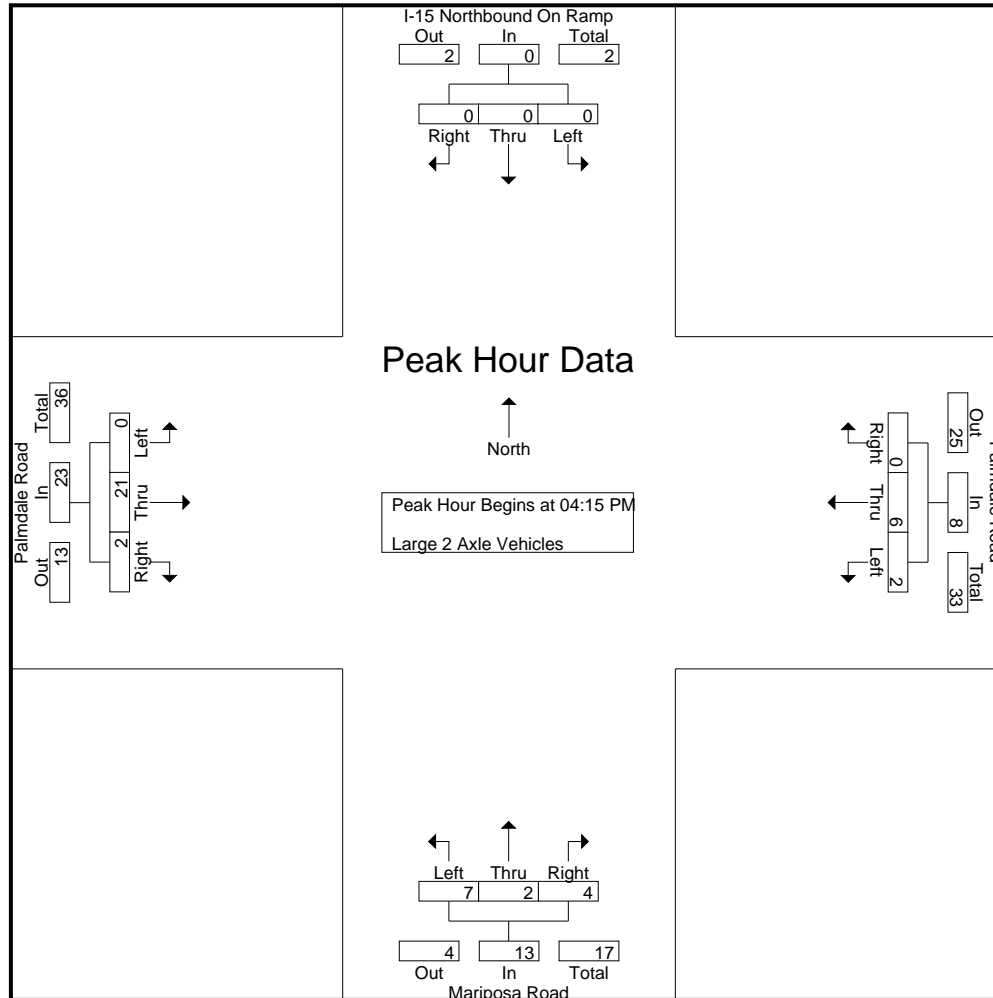 I-15 Northbound On Ramp
Out In Total
2 0 2
0 0 0
Right Thru Left
Peak Hour Data
North
Peak Hour Begins at 04:15 PM
Large 2 Axle Vehicles
Palmdale Road
Total In Out
36 23 13
0 21 2
Left Thru Right
Right Thru Left
0 6 2
25 8 33
Out In Total
Road
Left Thru Right
7 2 4
4 13 17
Out In Total
Mariposa Road